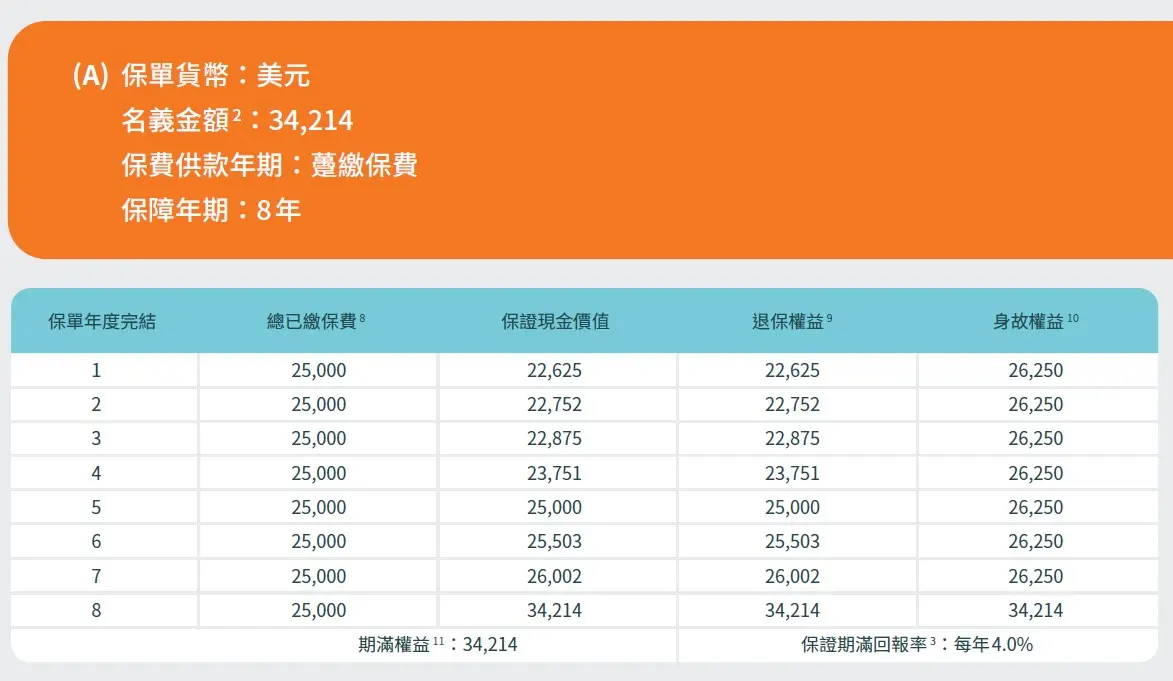 (A) 保單貨幣：美元
名義金額2：34,214
保費供款年期：躉繳保費
保障年期：8年
保單年度完結 總已繳保費8 保證現金價值 退保權益9 身故權益10
1 25,000 22,625 22,625 26,250
2 25,000 22,752 22,752 26,250
3 25,000 22,875 22,875 26,250
4 25,000 23,751 23,751 26,250
5 25,000 25,000 25,000 26,250
6 25,000 25,503 25,503 26,250
7 25,000 26,002 26,002 26,250
8 25,000 34,214 34,214 34,214
期滿權益11：34,214 保證期滿回報率3：每年4.0%